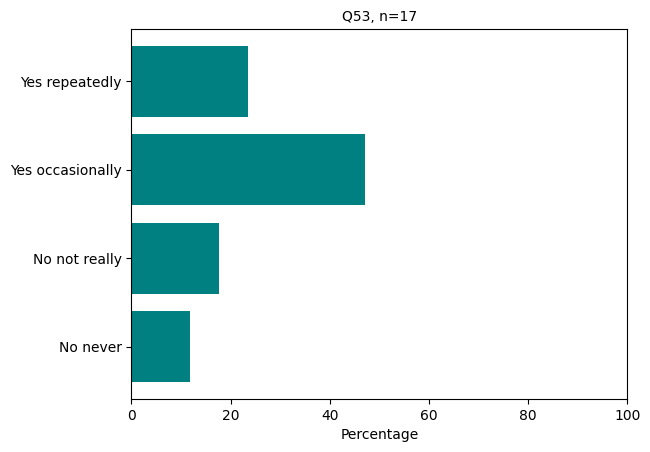 Q53, n=17
Yes repeatedly
Yes occasionally
No not really
No never
0 20 40 60 80 100
Percentage